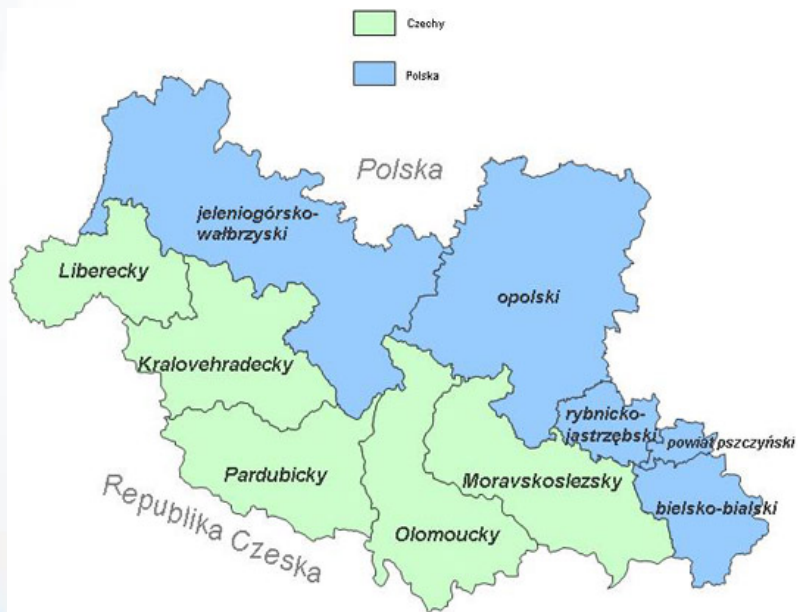 Czechy
Polska
Polska
jeleniogórsko-
wałbrzyski
Liberecky
opolski
Kralovehradecky
rybnicko-
jastrzębski
powiat pszczyński
Pardubicky
Moravskoslezsky
bielsko-bialski
Republika Czeska
Olomoucky